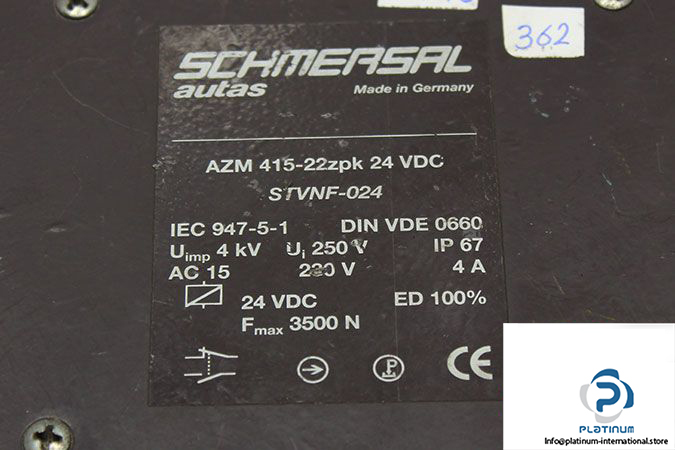 362
SCHMERSAL
autas Made in Germany
AZM 415-22zpk 24 VDC
STVNF-024
IEC 947-5-1 DIN VDE 0660
Uimp 4 kV Ui 250 V IP 67
AC 15 230 V 4 A
24 VDC ED 100%
Fmax 3500 N
P
CE
PLATINUM
Info@platinum-international.store